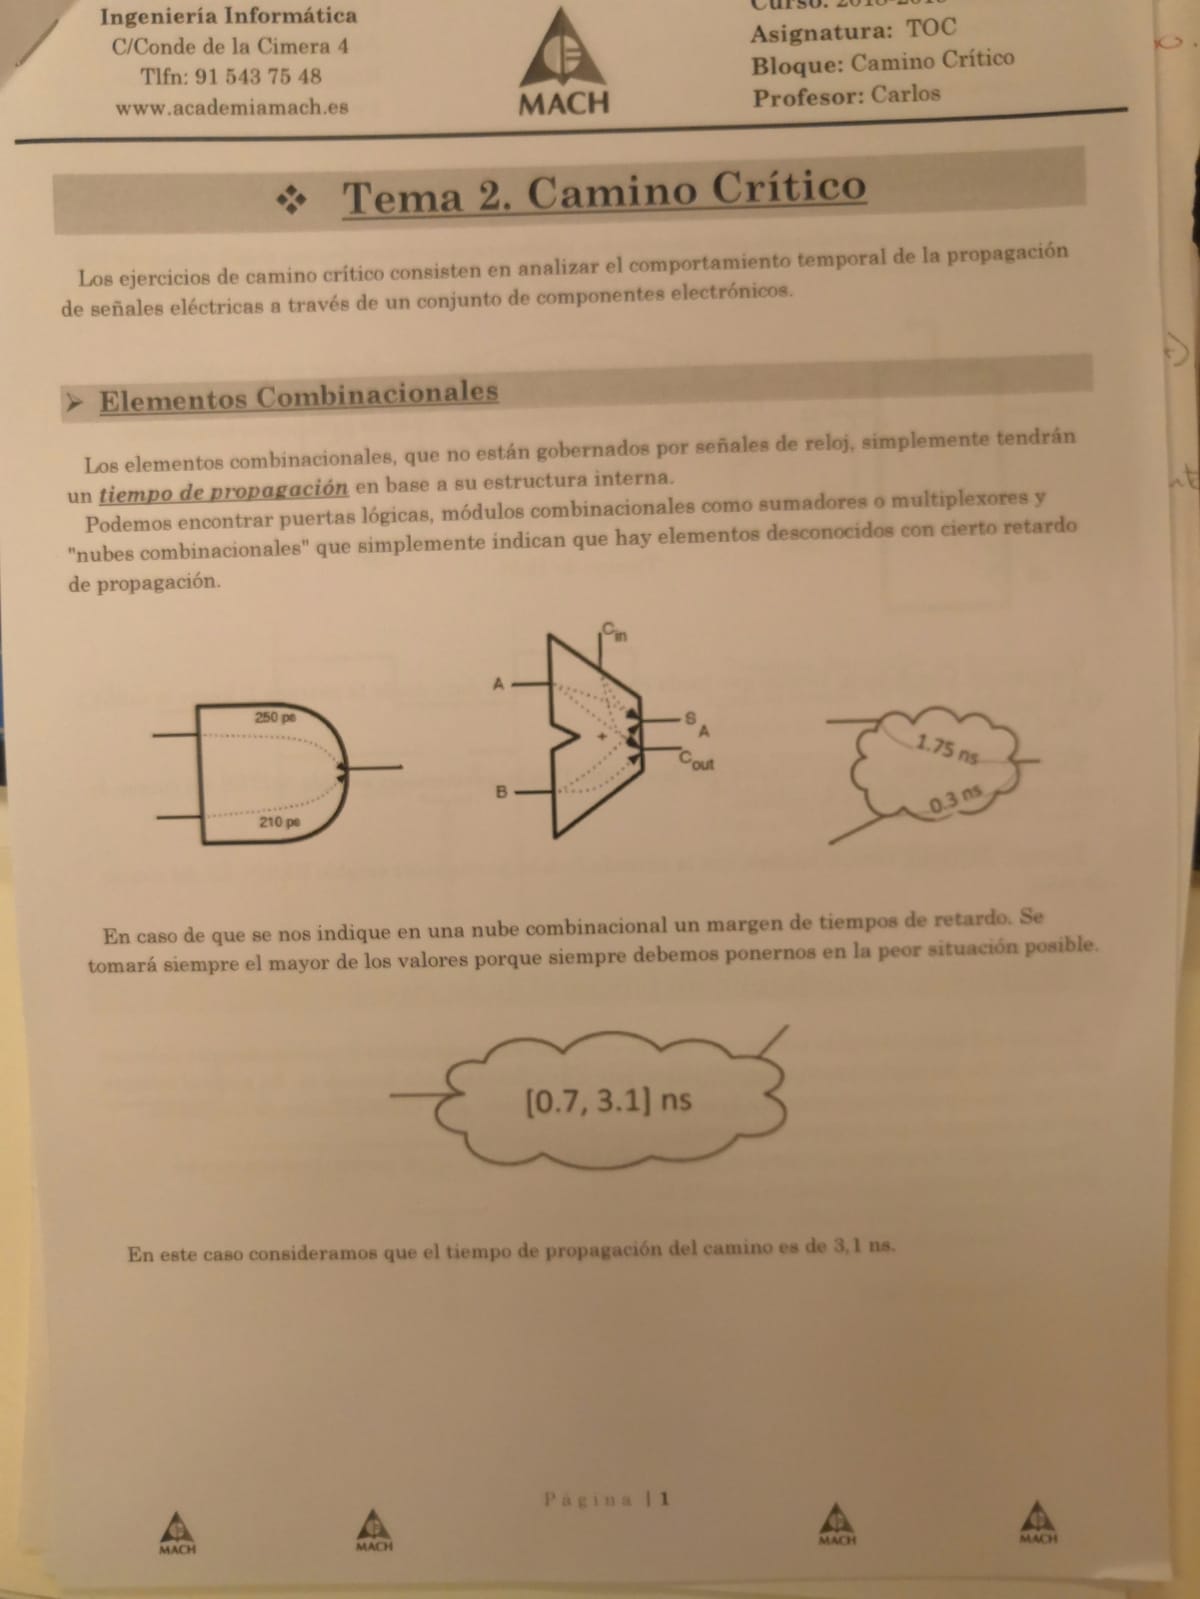 Ingeniería Informática
C/Conde de la Cimera 4
Tlfn: 91 543 75 48
www.academiamach.es
MACH
Curso:
Asignatura: TOC
Bloque: Camino Crítico
Profesor: Carlos
❖ Tema 2. Camino Crítico
Los ejercicios de camino crítico consisten en analizar el comportamiento temporal de la propagación
de señales eléctricas a través de un conjunto de componentes electrónicos.
➤ Elementos Combinacionales
Los elementos combinacionales, que no están gobernados por señales de reloj, simplemente tendrán
un tiempo de propagación en base a su estructura interna.
Podemos encontrar puertas lógicas, módulos combinacionales como sumadores o multiplexores y
"nubes combinacionales" que simplemente indican que hay elementos desconocidos con cierto retardo
de propagación.
250 ps
210 ps
Cin
A
+
S
A
Cout
B
1.75 ns
0.3 ns
En caso de que se nos indique en una nube combinacional un margen de tiempos de retardo. Se
tomará siempre el mayor de los valores porque siempre debemos ponernos en la peor situación posible.
[0.7, 3.1] ns
En este caso consideramos que el tiempo de propagación del camino es de 3,1 ns.
Página | 1
MACH
MACH
MACH
MACH